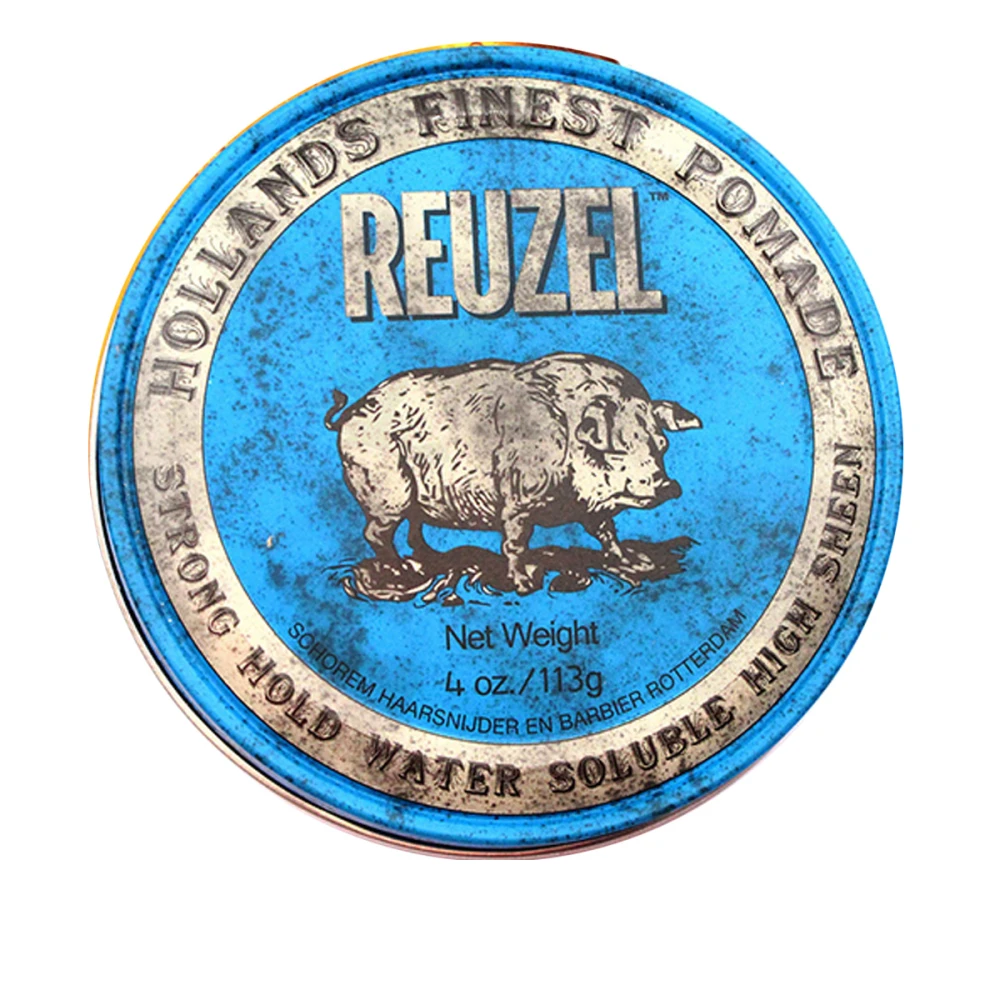 HOLLANDS FINEST POMADE
REUZEL™
Net Weight
4 oz./113g
SCHOREM HAARSNIJDER EN BARBIER ROTTERDAM
STRONG HOLD WATER SOLUBLE HIGH SHEEN